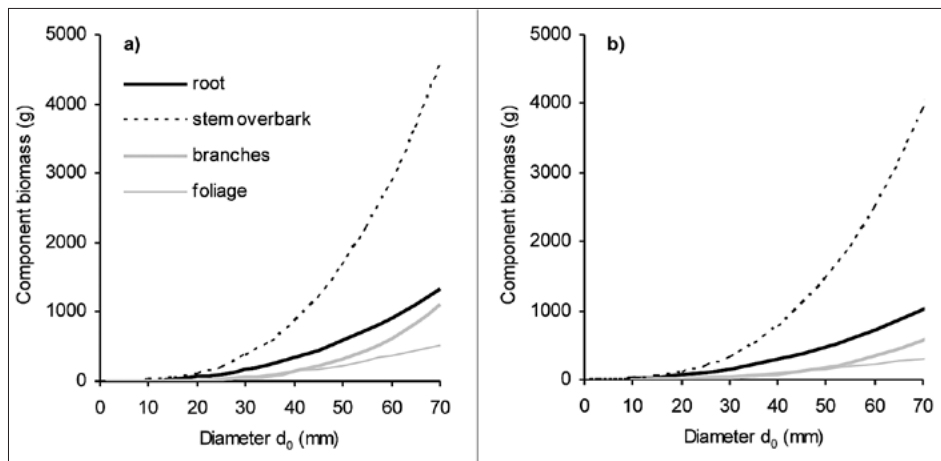 a)
5000
4000
3000
2000
1000
0
Component biomass (g)
root
stem overbark
branches
foliage
0 10 20 30 40 50 60 70
Diameter d₀ (mm)
b)
5000
4000
3000
2000
1000
0
Component biomass (g)
0 10 20 30 40 50 60 70
Diameter d₀ (mm)